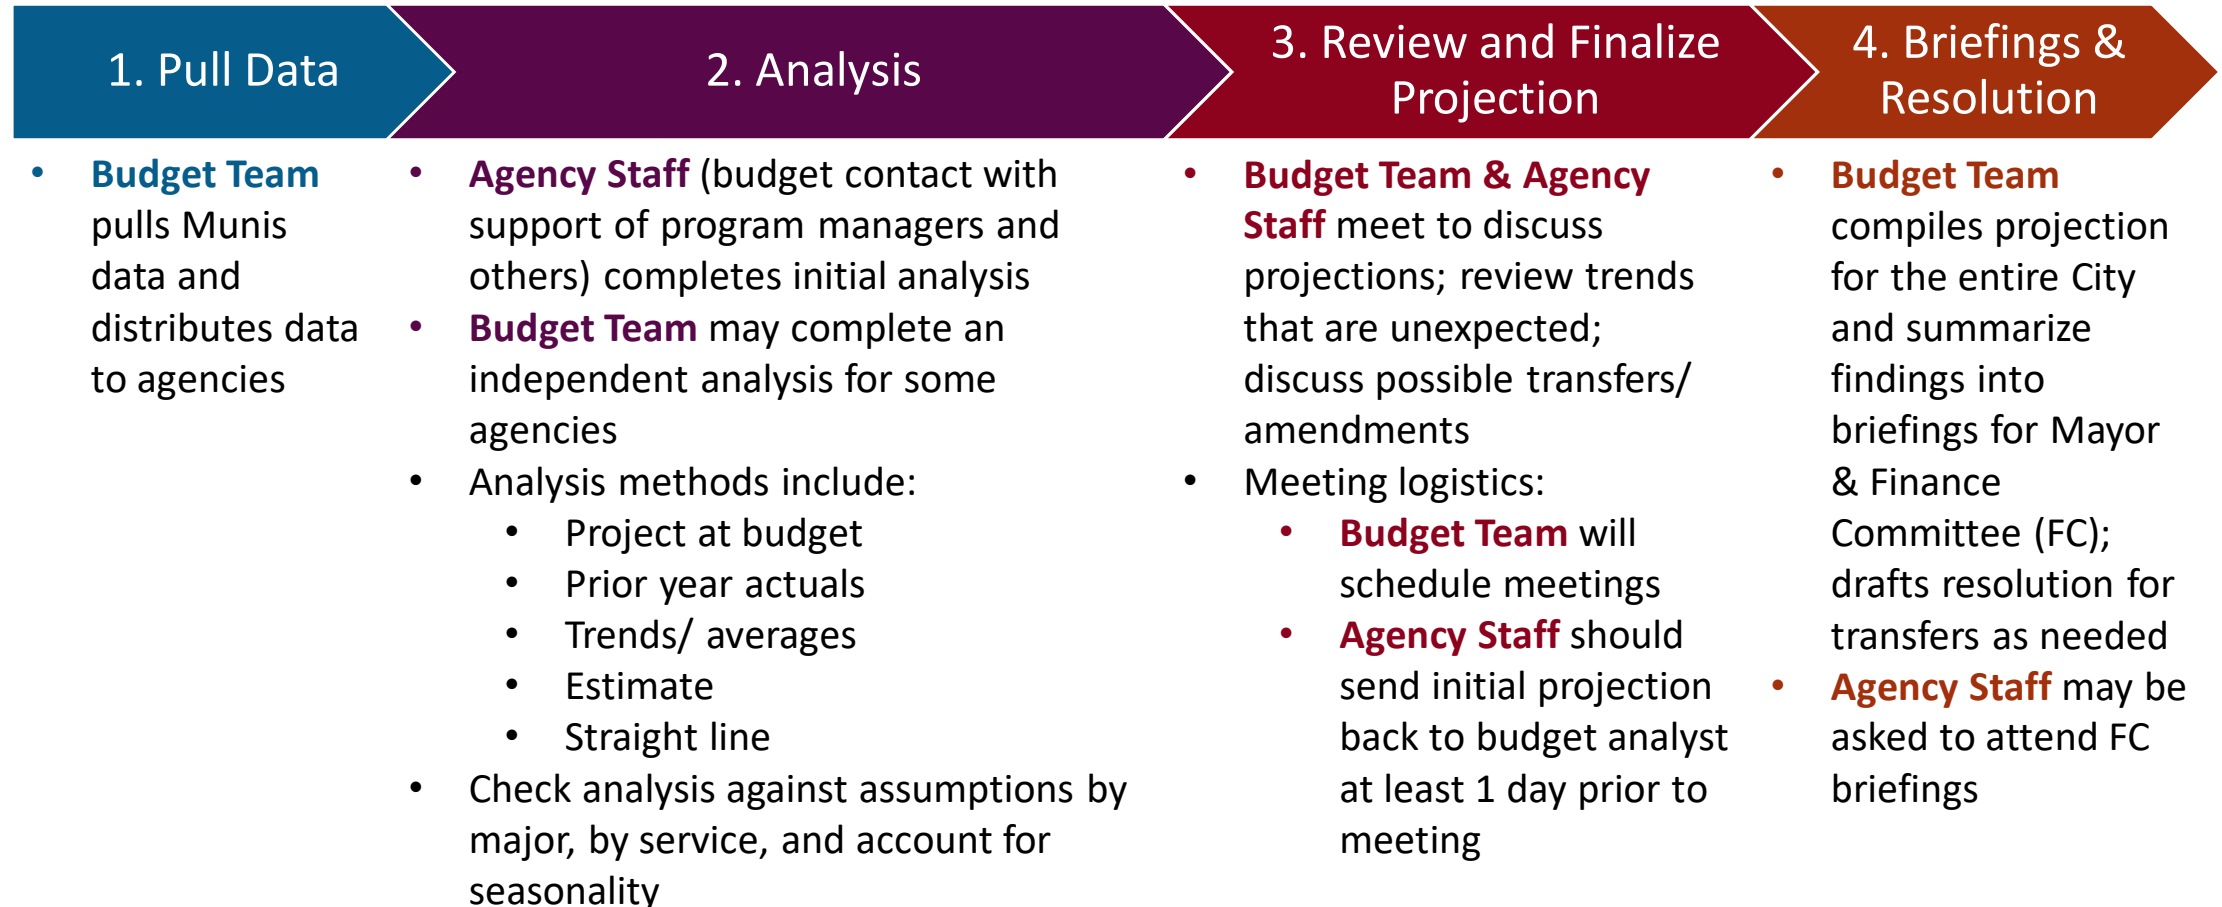 1. Pull Data
• Budget Team
pulls Munis
data and
distributes data
to agencies
2. Analysis
• Agency Staff (budget contact with
support of program managers and
others) completes initial analysis
• Budget Team may complete an
independent analysis for some
agencies
• Analysis methods include:
• Project at budget
• Prior year actuals
• Trends/ averages
• Estimate
• Straight line
• Check analysis against assumptions by
major, by service, and account for
seasonality
3. Review and Finalize
Projection
• Budget Team & Agency
Staff meet to discuss
projections; review trends
that are unexpected;
discuss possible transfers/
amendments
• Meeting logistics:
• Budget Team will
schedule meetings
• Agency Staff should
send initial projection
back to budget analyst
at least 1 day prior to
meeting
4. Briefings &
Resolution
• Budget Team
compiles projection
for the entire City
and summarize
findings into
briefings for Mayor
& Finance
Committee (FC);
drafts resolution for
transfers as needed
• Agency Staff may be
asked to attend FC
briefings